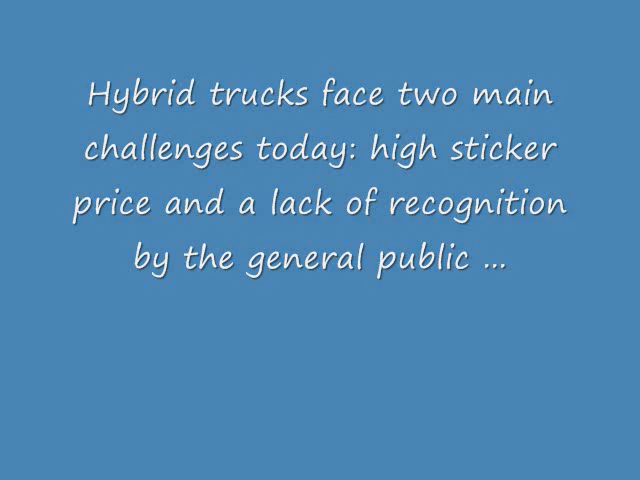 Hybrid trucks face two main
challenges today: high sticker
price and a lack of recognition
by the general public ...